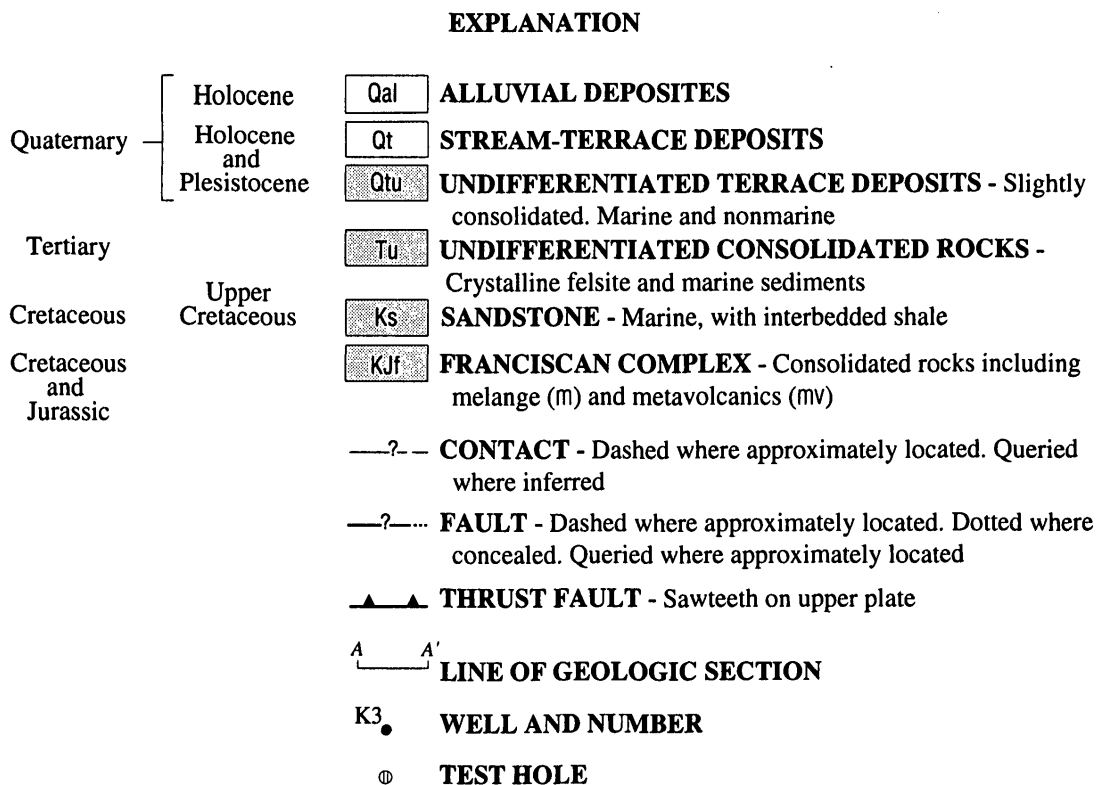 EXPLANATION
Holocene Qal ALLUVIAL DEPOSITES
Quaternary Holocene and Plesistocene Qt STREAM-TERRACE DEPOSITS
Qtu UNDIFFERENTIATED TERRACE DEPOSITS - Slightly
consolidated. Marine and nonmarine
Tertiary Tu UNDIFFERENTIATED CONSOLIDATED ROCKS -
Crystalline felsite and marine sediments
Cretaceous Upper Cretaceous Ks SANDSTONE - Marine, with interbedded shale
Cretaceous and Jurassic KJf FRANCISCAN COMPLEX - Consolidated rocks including
melange (m) and metavolcanics (mv)
? CONTACT - Dashed where approximately located. Queried
where inferred
? FAULT - Dashed where approximately located. Dotted where
concealed. Queried where approximately located
THRUST FAULT - Sawteeth on upper plate
A A' LINE OF GEOLOGIC SECTION
K3 WELL AND NUMBER
TEST HOLE